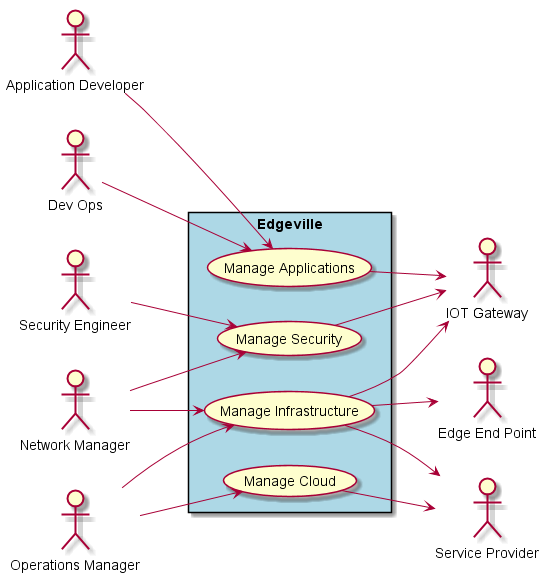 Application Developer
Dev Ops
Edgeville
Manage Applications
Security Engineer
IOT Gateway
Manage Security
Network Manager
Manage Infrastructure
Edge End Point
Manage Cloud
Operations Manager
Service Provider